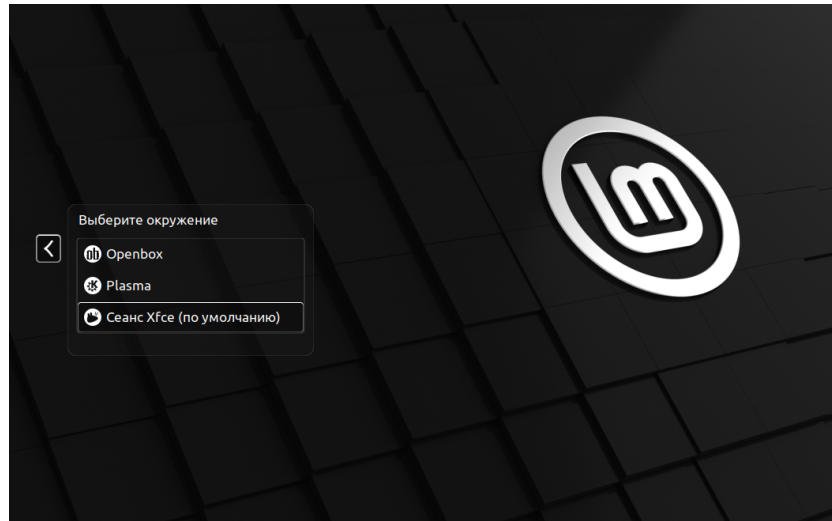 Выберите окружение
Openbox
Plasma
Сеанс Xfce (по умолчанию)